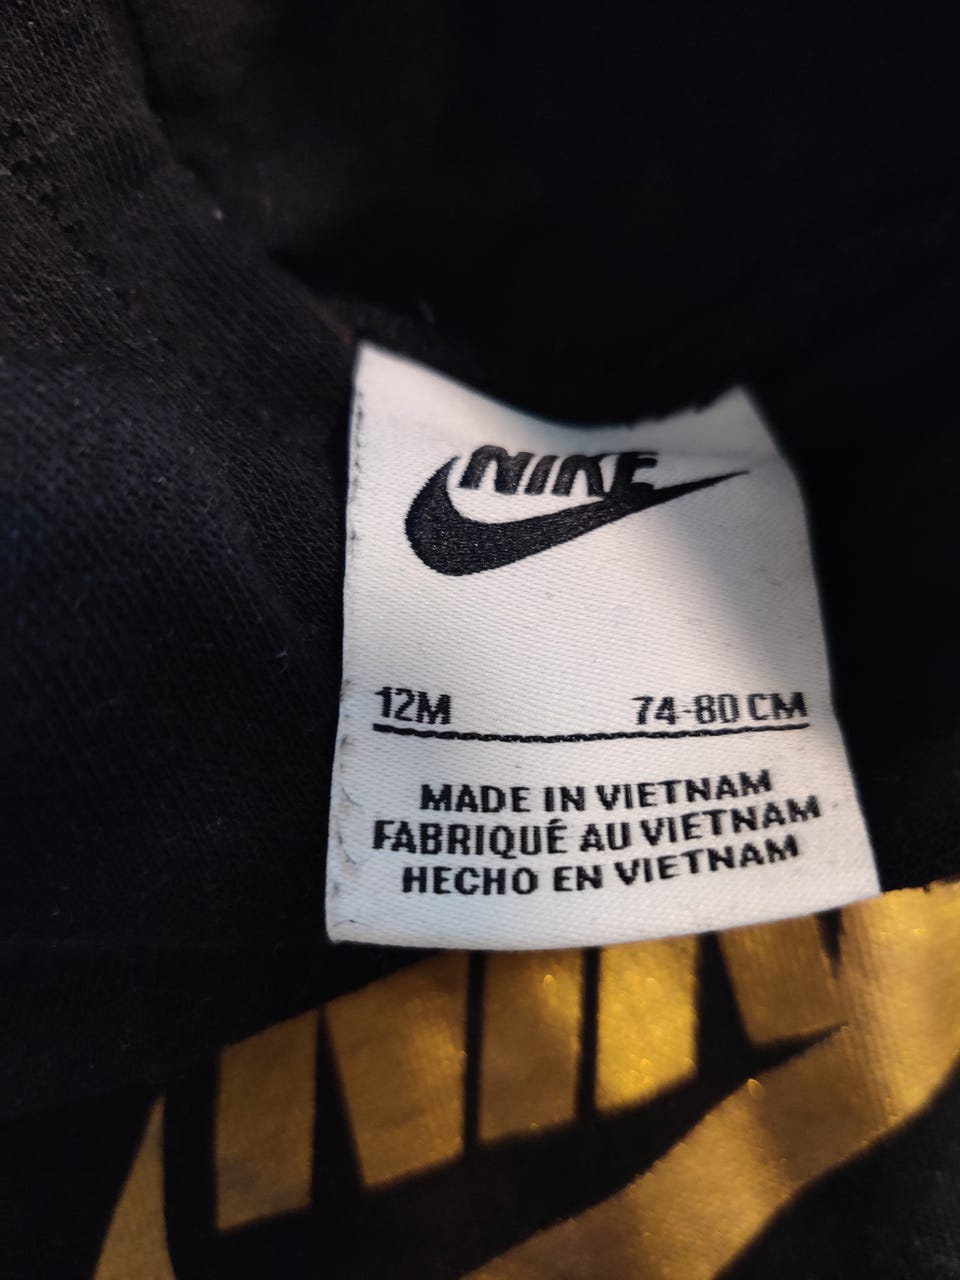 NIKE
12M 74-80 CM
MADE IN VIETNAM
FABRIQUÉ AU VIETNAM
HECHO EN VIETNAM